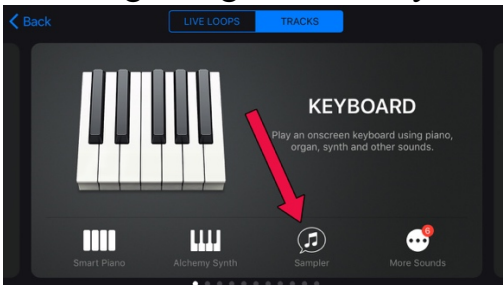 Back
LIVE LOOPS
TRACKS
KEYBOARD
Play an onscreen keyboard using piano,
organ, synth and other sounds.
6
Smart Piano
Alchemy Synth
Sampler
More Sounds